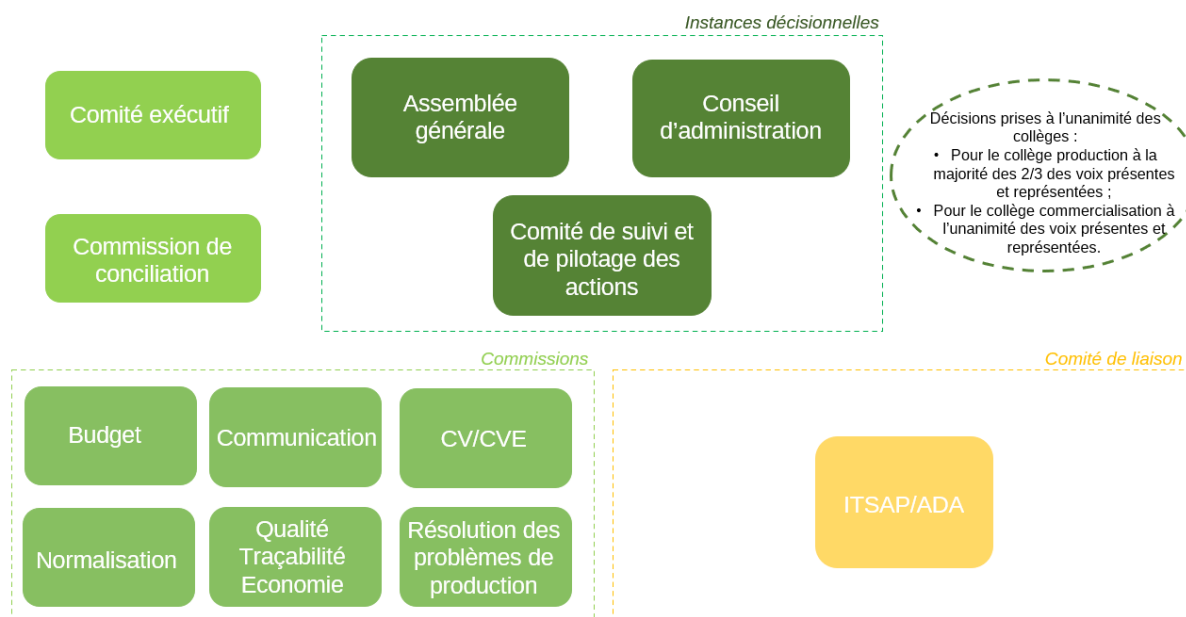 Instances décisionnelles
Comité exécutif
Commission de
conciliation
Assemblée
générale
Conseil
d’administration
Comité de suivi et
de pilotage des
actions
Décisions prises à l’unanimité des
collèges :
• Pour le collège production à la
majorité des 2/3 des voix présentes
et représentées ;
• Pour le collège commercialisation à
l’unanimité des voix présentes et
représentées.
Commissions
Budget
Communication
CV/CVE
Normalisation
Qualité
Traçabilité
Economie
Résolution des
problèmes de
production
Comité de liaison
ITSAP/ADA